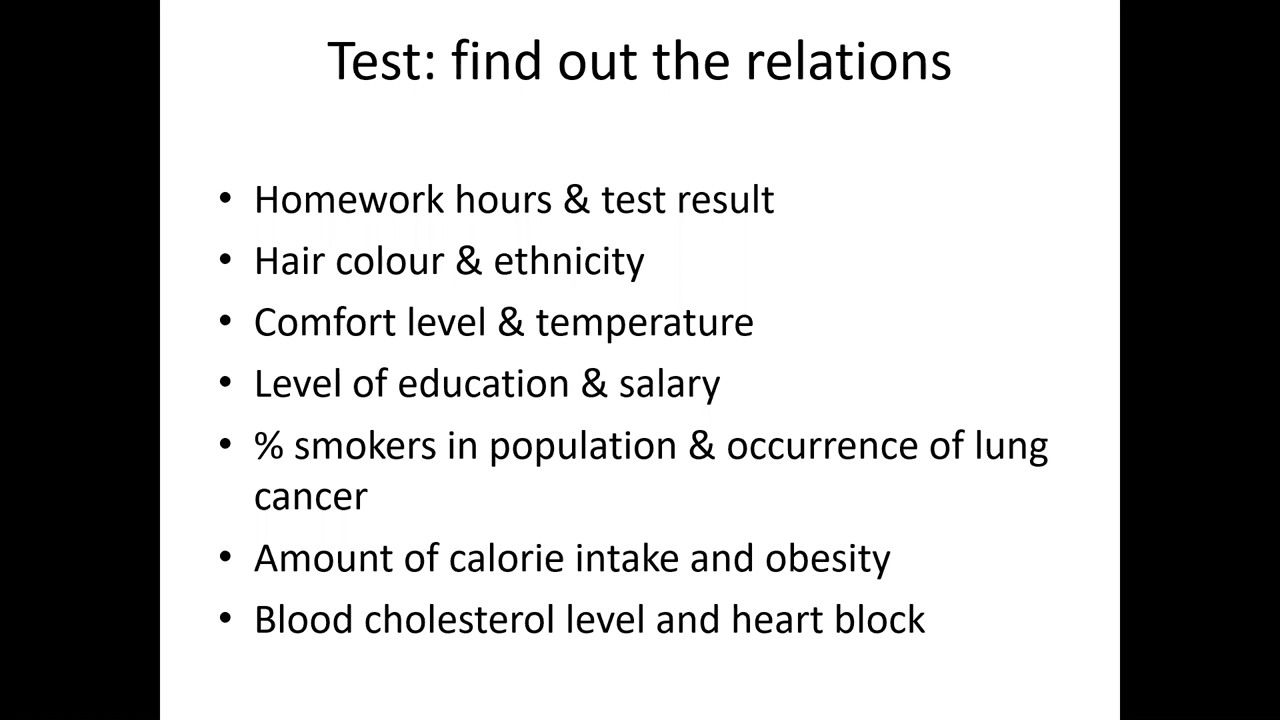 Test: find out the relations
• Homework hours & test result
• Hair colour & ethnicity
• Comfort level & temperature
• Level of education & salary
• % smokers in population & occurrence of lung
cancer
• Amount of calorie intake and obesity
• Blood cholesterol level and heart block